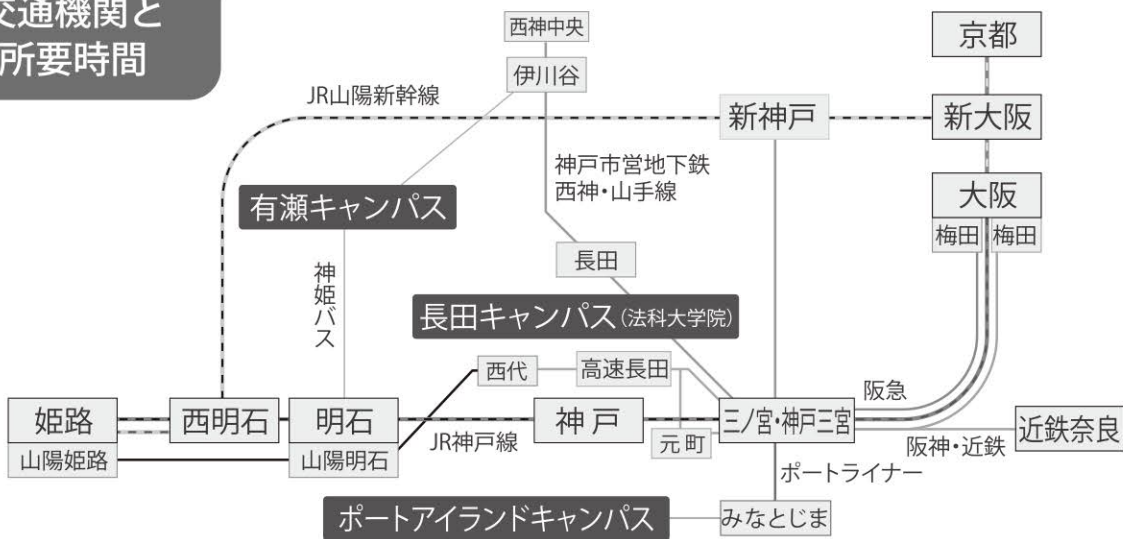 交通機関と
所要時間
西神中央
京都
伊川谷
JR山陽新幹線
新神戸
新大阪
神戸市営地下鉄
西神・山手線
有瀬キャンパス
大阪
梅田
梅田
長田
神姫バス
長田キャンパス(法科大学院)
西代
高速長田
阪急
姫路
西明石
明石
神戸
三ノ宮・神戸三宮
近鉄奈良
JR神戸線
元町
阪神・近鉄
山陽姫路
山陽明石
ポートライナー
ポートアイランドキャンパス
みなとじま